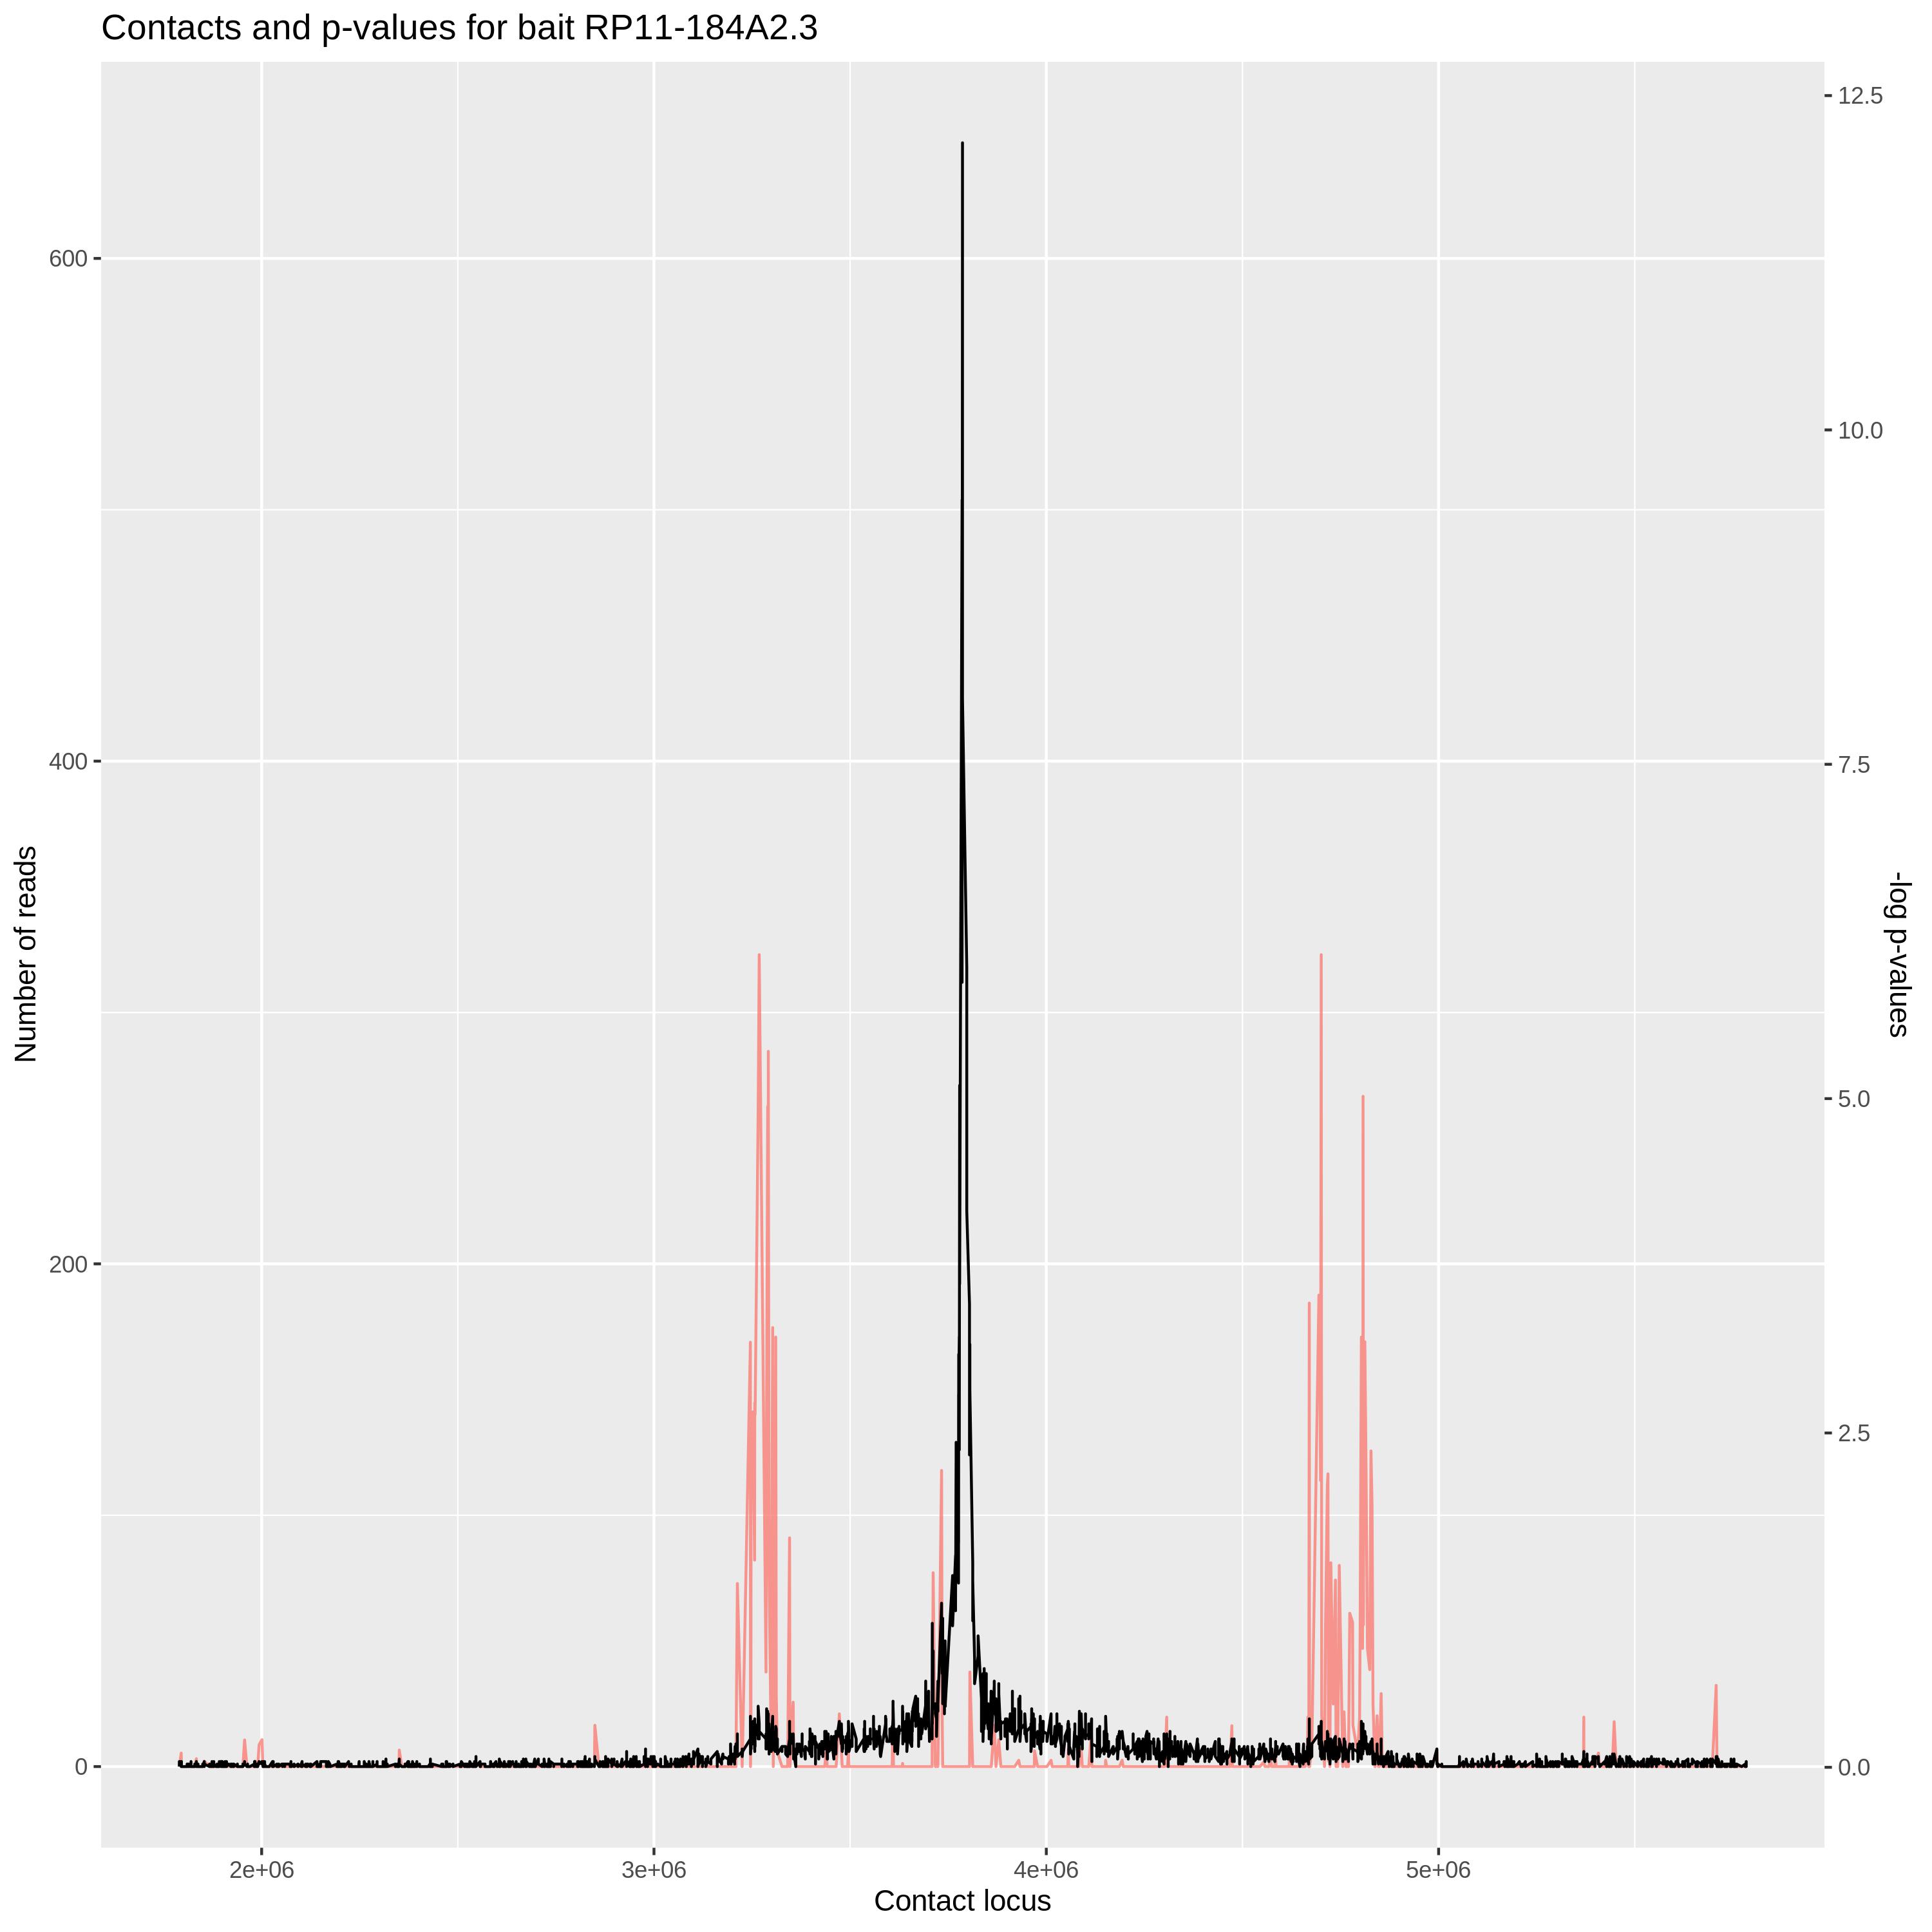 Contacts and p-values for bait RP11-184A2.3
Number of reads
600
400
200
0
12.5
10.0
7.5
5.0
2.5
0.0
-log p-values
2e+06
3e+06
4e+06
5e+06
Contact locus